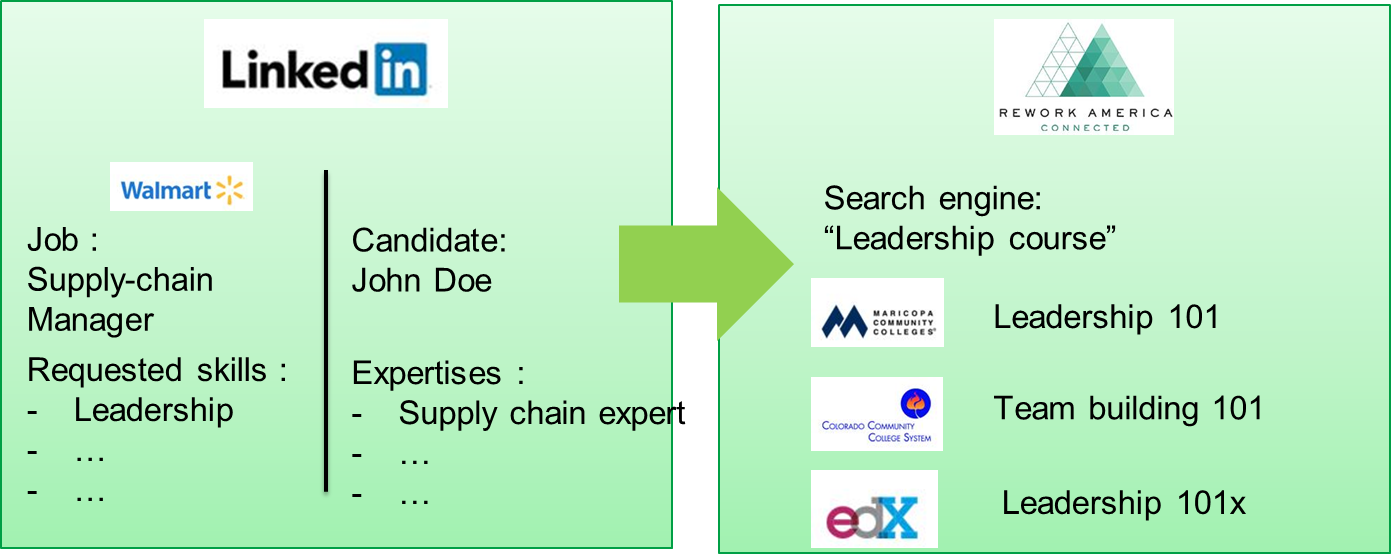 LinkedIn
Walmart
Job :
Supply-chain
Manager
Requested skills :
- Leadership
- …
- …
Candidate:
John Doe
Expertises :
- Supply chain expert
- …
- …
REWORK AMERICA
CONNECTED
Search engine:
“Leadership course”
MARICOPA
COMMUNITY
COLLEGES®
Leadership 101
COLORADO COMMUNITY
COLLEGE SYSTEM
Team building 101
edX
Leadership 101x